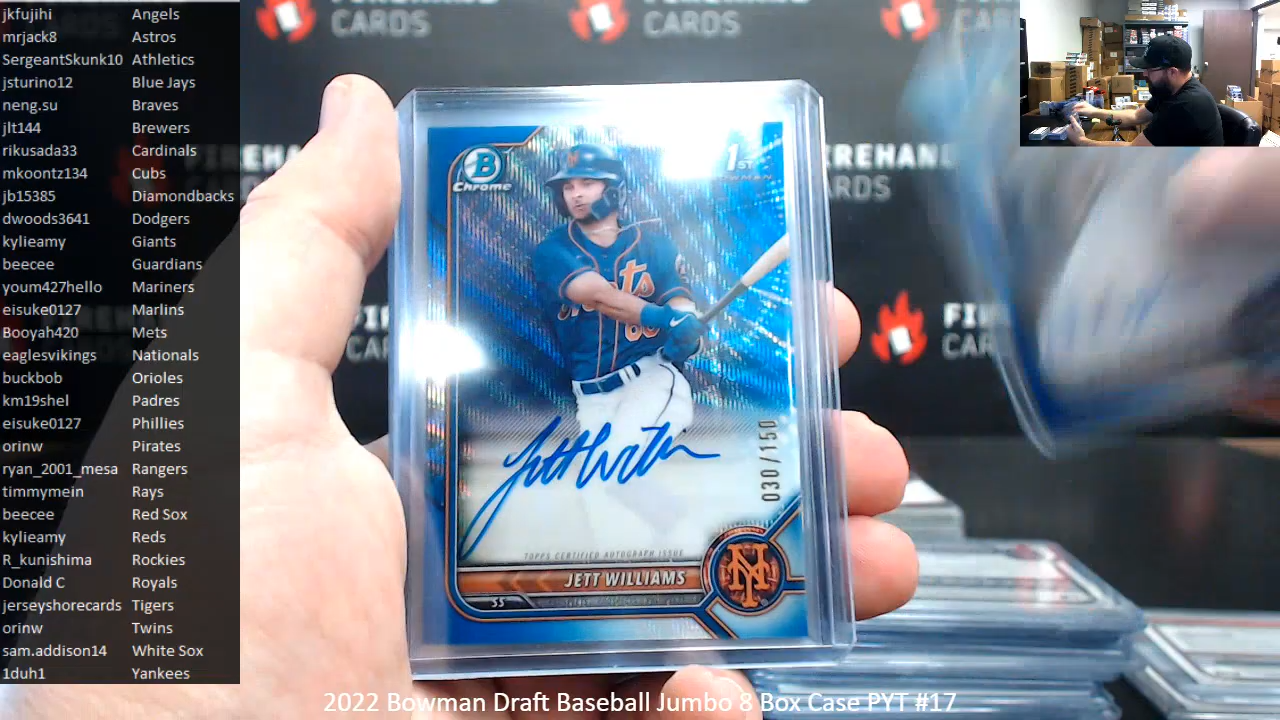 jkfujihi Angels
mrjack8 Astros
SergeantSkunk10 Athletics
jsturino12 Blue Jays
neng.su Braves
jlt144 Brewers
rikusada33 Cardinals
mkoontz134 Cubs
jb15385 Diamondbacks
dwoods3641 Dodgers
kylieamy Giants
beecee Guardians
youm427hello Mariners
eisuke0127 Marlins
Booyah420 Mets
eaglesvikings Nationals
buckbob Orioles
km19shel Padres
eisuke0127 Phillies
orinw Pirates
ryan_2001_mesa Rangers
timmymein Rays
beecee Red Sox
kylieamy Reds
R_kunishima Rockies
Donald C Royals
jerseyshorecards Tigers
orinw Twins
sam.addison14 White Sox
1duh1 Yankees
FIREHAND
CARDS
CARDS
B
Chrome
1ST
BOWMAN
Mets
030/150
TOPPS CERTIFIED AUTOGRAPH ISSUE
JETT WILLIAMS
SS
NY
2022 Bowman Draft Baseball Jumbo 8 Box Case PYT #17